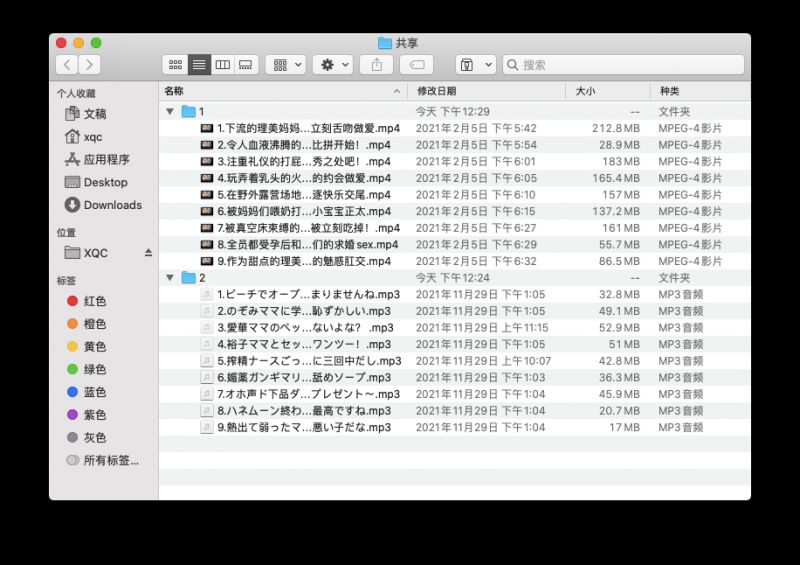 共享
搜索
个人收藏
文稿
xqc
应用程序
Desktop
Downloads
位置
XQC
标签
红色
橙色
黄色
绿色
蓝色
紫色
灰色
所有标签...
名称 修改日期 大小 种类
1 今天 下午12:29 -- 文件夹
1.下流的理美妈妈...立刻舌吻做爱.mp4 2021年2月5日 下午5:42 212.8 MB MPEG-4影片
2.令人血液沸腾的...比拼开始！.mp4 2021年2月5日 下午5:54 28.9 MB MPEG-4影片
3.注重礼仪的打屁...秀之处吧！.mp4 2021年2月5日 下午6:01 183 MB MPEG-4影片
4.玩弄着乳头的火...的约会做爱.mp4 2021年2月5日 下午6:05 165.4 MB MPEG-4影片
5.在野外露营场地...逐快乐交尾.mp4 2021年2月5日 下午6:10 157 MB MPEG-4影片
6.被妈妈们喂奶打...小宝宝正太.mp4 2021年2月5日 下午6:15 137.2 MB MPEG-4影片
7.被真空床束缚的...被立刻吃掉！.mp4 2021年2月5日 下午6:27 161 MB MPEG-4影片
8.全员都受孕后和...们的求婚sex.mp4 2021年2月5日 下午6:29 55.7 MB MPEG-4影片
9.作为甜点的理美...的魅惑肛交.mp4 2021年2月5日 下午6:32 86.5 MB MPEG-4影片
2 今天 下午12:24 -- 文件夹
1.ビーチでオープ...まりませんね.mp3 2021年11月29日 下午1:05 32.8 MB MP3音频
2.のぞみママに学...恥ずかしい.mp3 2021年11月29日 下午1:05 49.1 MB MP3音频
3.愛華ママのベッ...ないよな？ .mp3 2021年11月29日 上午11:15 52.9 MB MP3音频
4.裕子ママとセッ...ワンツー！.mp3 2021年11月29日 下午1:05 51 MB MP3音频
5.搾精ナースごっ...に三回中だし.mp3 2021年11月29日 上午10:07 42.8 MB MP3音频
6.媚薬ガンギマリ...舐めソープ.mp3 2021年11月29日 下午1:03 36.3 MB MP3音频
7.オホ声ド下品ダ...プレゼント〜.mp3 2021年11月29日 下午1:04 45.9 MB MP3音频
8.ハネムーン終わ...最高ですね.mp3 2021年11月29日 下午1:04 20.7 MB MP3音频
9.熱出て弱ったマ...悪い子だな.mp3 2021年11月29日 下午1:04 17 MB MP3音频